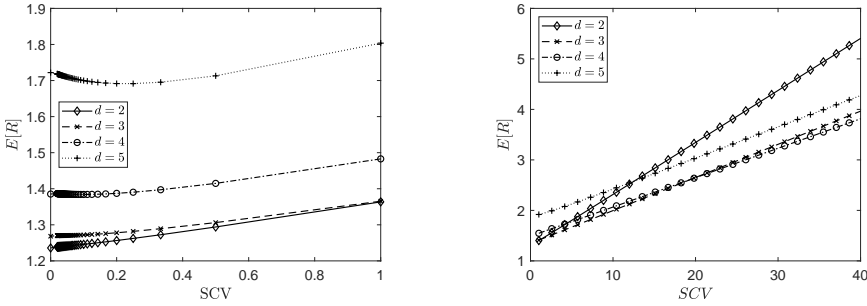 1.9
1.8
1.7
1.6
1.5
1.4
1.3
1.2
E[R]
d = 2
d = 3
d = 4
d = 5
0 0.2 0.4 0.6 0.8 1
SCV
6
5
4
3
2
1
E[R]
d = 2
d = 3
d = 4
d = 5
0 10 20 30 40
SCV